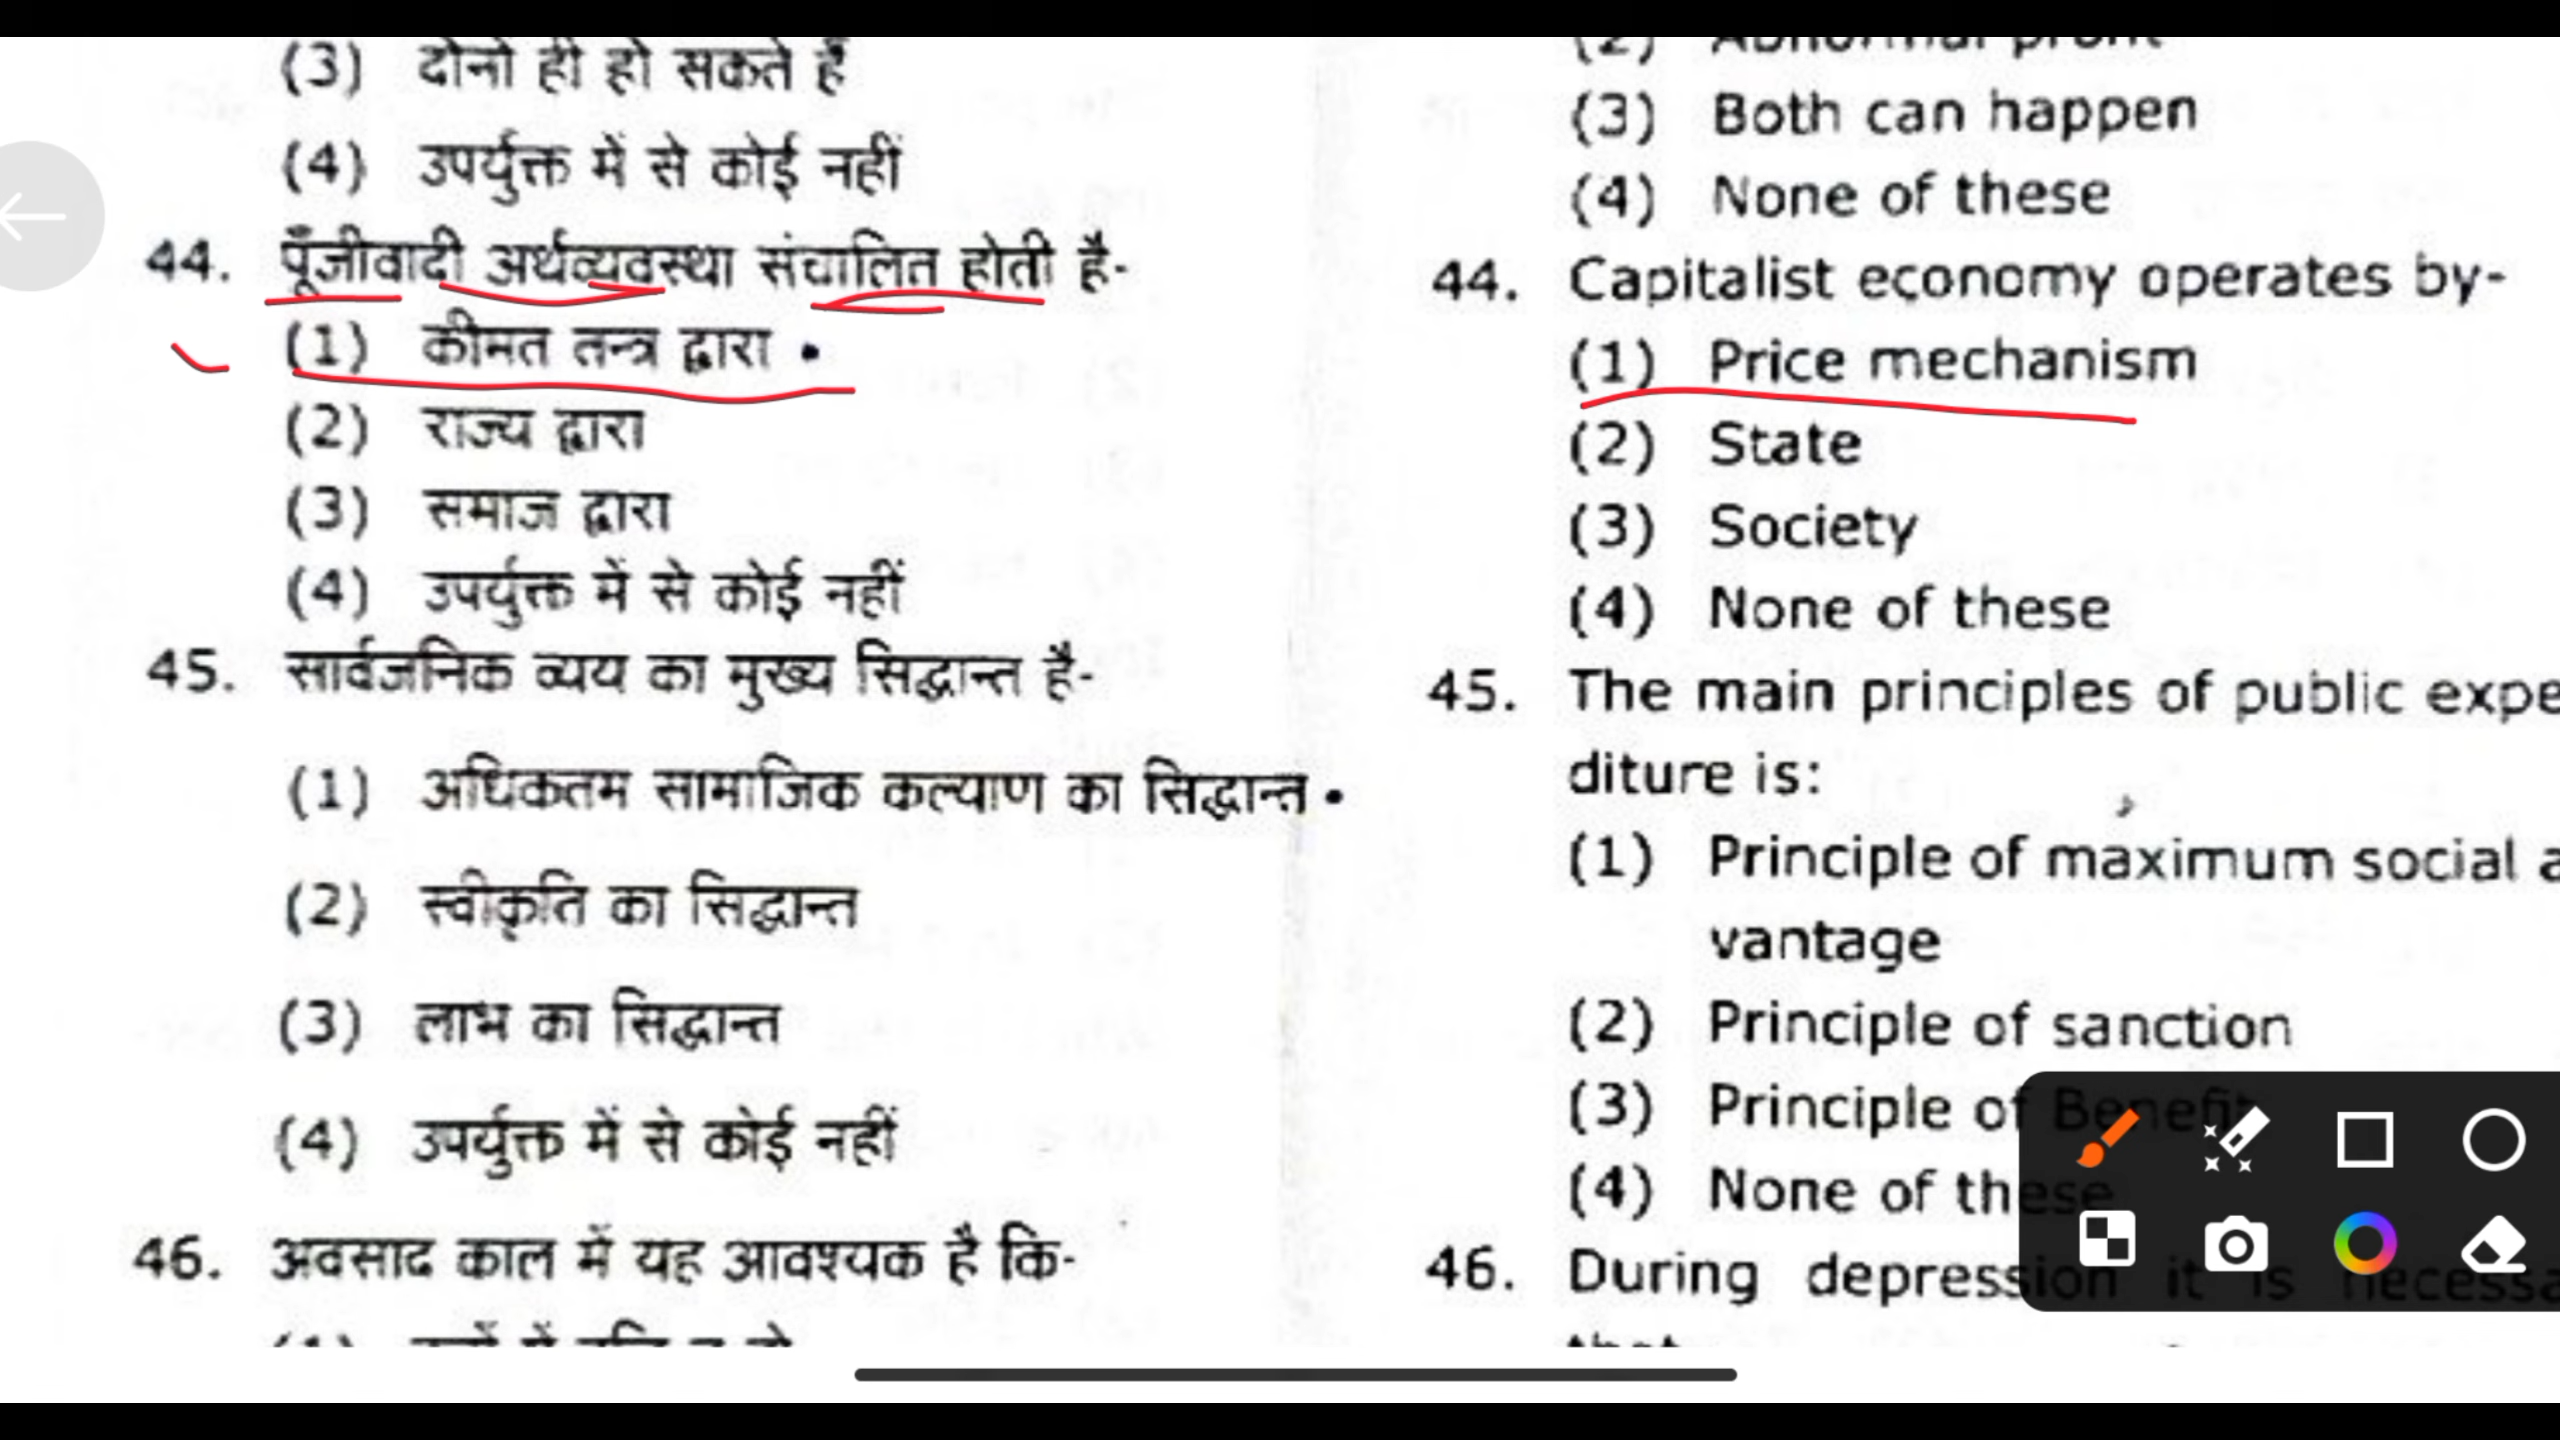 (3) दोनों ही हो सकते हैं
(4) उपर्युक्त में से कोई नहीं
44. पूँजीवादी अर्थव्यवस्था संचालित होती है-
(1) कीमत तन्त्र द्वारा •
(2) राज्य द्वारा
(3) समाज द्वारा
(4) उपर्युक्त में से कोई नहीं
45. सार्वजनिक व्यय का मुख्य सिद्धान्त है-
(1) अधिकतम सामाजिक कल्याण का सिद्धान्त •
(2) स्वीकृति का सिद्धान्त
(3) लाभ का सिद्धान्त
(4) उपर्युक्त में से कोई नहीं
46. अवसाद काल में यह आवश्यक है कि-
(2) Abnormal profit
(3) Both can happen
(4) None of these
44. Capitalist economy operates by-
(1) Price mechanism
(2) State
(3) Society
(4) None of these
45. The main principles of public expe
diture is:
(1) Principle of maximum social a
vantage
(2) Principle of sanction
(3) Principle of Benefit
(4) None of these
46. During depression it is necessa
that